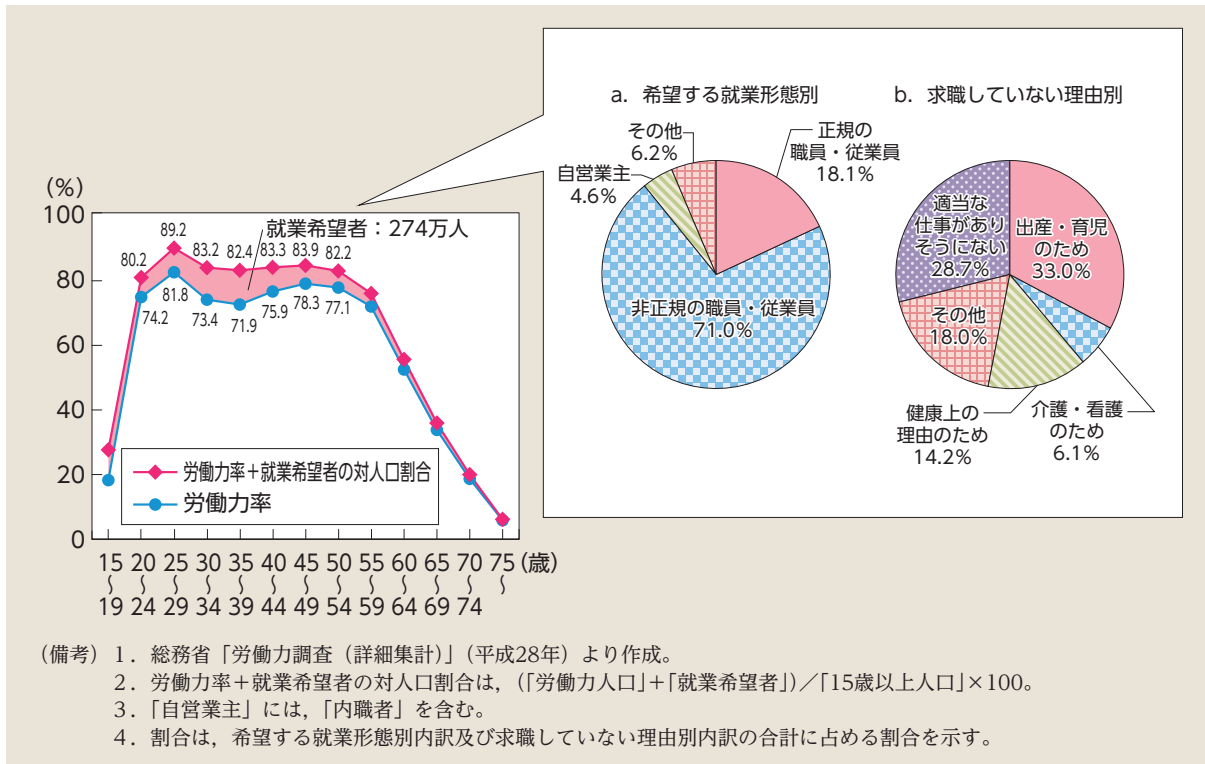 a．希望する就業形態別
その他
6.2%
正規の
職員・従業員
18.1%
自営業主
4.6%
非正規の職員・従業員
71.0%
b．求職していない理由別
適当な
仕事があり
そうにない
28.7%
出産・育児
のため
33.0%
その他
18.0%
健康上の
理由のため
14.2%
介護・看護
のため
6.1%
(%)
100
80
60
40
20
0
就業希望者：274万人
80.2
89.2
83.2
82.4
83.3
83.9
82.2
74.2
81.8
73.4
71.9
75.9
78.3
77.1
労働力率＋就業希望者の対人口割合
労働力率
15 20 25 30 35 40 45 50 55 60 65 70 75 (歳)
〜 〜 〜 〜 〜 〜 〜 〜 〜 〜 〜 〜 〜
19 24 29 34 39 44 49 54 59 64 69 74
（備考）1．総務省「労働力調査（詳細集計）」（平成28年）より作成。
2．労働力率＋就業希望者の対人口割合は，（「労働力人口」＋「就業希望者」）／「15歳以上人口」×100。
3．「自営業主」には，「内職者」を含む。
4．割合は，希望する就業形態別内訳及び求職していない理由別内訳の合計に占める割合を示す。